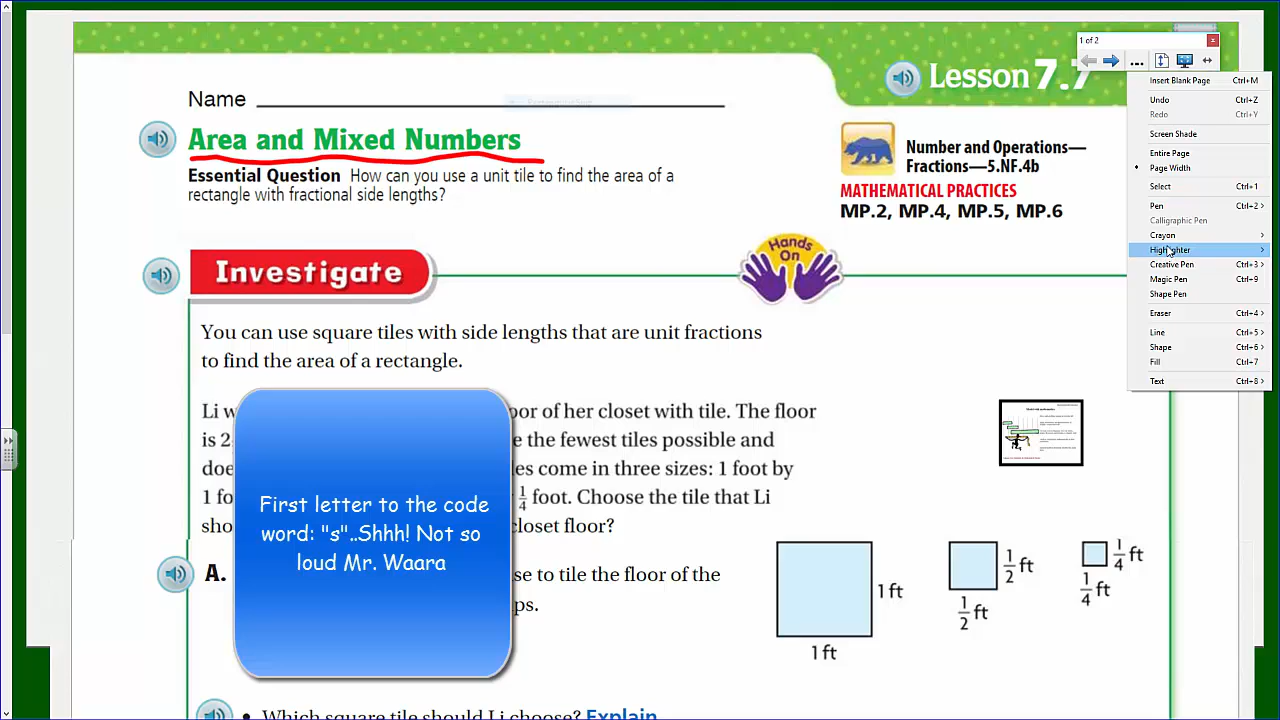 1 of 2
Lesson 7.7
Name
Area and Mixed Numbers
Essential Question How can you use a unit tile to find the area of a
rectangle with fractional side lengths?
Number and Operations—
Fractions—5.NF.4b
MATHEMATICAL PRACTICES
MP.2, MP.4, MP.5, MP.6
Insert Blank Page Ctrl+M
Undo Ctrl+Z
Redo Ctrl+Y
Screen Shade
Entire Page
Page Width
Select Ctrl+1
Pen Ctrl+2
Calligraphic Pen
Crayon
Highlighter
Creative Pen Ctrl+3
Magic Pen Ctrl+9
Shape Pen
Eraser Ctrl+4
Line Ctrl+5
Shape Ctrl+6
Fill Ctrl+7
Text Ctrl+8
Investigate
Hands
On
You can use square tiles with side lengths that are unit fractions
to find the area of a rectangle.
Li w oor of her closet with tile. The floor
is 2 e the fewest tiles possible and
doe es come in three sizes: 1 foot by
1 fo 1/4 foot. Choose the tile that Li
sho closet floor?
First letter to the code
word: "s"..Shhh! Not so
loud Mr. Waara
A. se to tile the floor of the
ps.
1 ft
1 ft
1/2 ft
1/2 ft
1/4 ft
1/4 ft
• Which square tile should Li choose? Explain